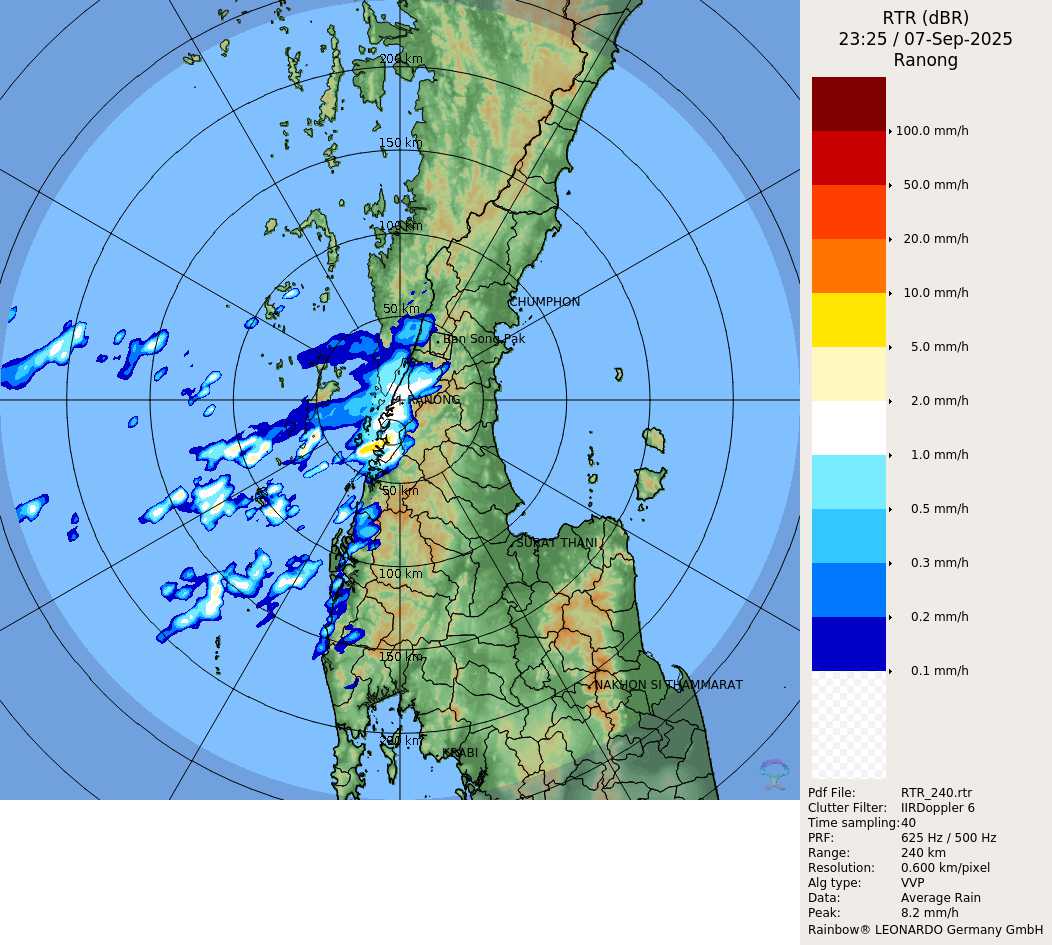 RTR (dBR)
23:25 / 07-Sep-2025
Ranong
100.0 mm/h
50.0 mm/h
20.0 mm/h
10.0 mm/h
5.0 mm/h
2.0 mm/h
1.0 mm/h
0.5 mm/h
0.3 mm/h
0.2 mm/h
0.1 mm/h
Pdf File: RTR_240.rtr
Clutter Filter: IIRDoppler 6
Time sampling: 40
PRF: 625 Hz / 500 Hz
Range: 240 km
Resolution: 0.600 km/pixel
Alg type: VVP
Data: Average Rain
Peak: 8.2 mm/h
Rainbow® LEONARDO Germany GmbH
200 km
150 km
100 km
CHUMPHON
50 km
Ban Song Pak
RANONG
50 km
SURAT THANI
100 km
150 km
NAKHON SI THAMMARAT
200 km
KRABI